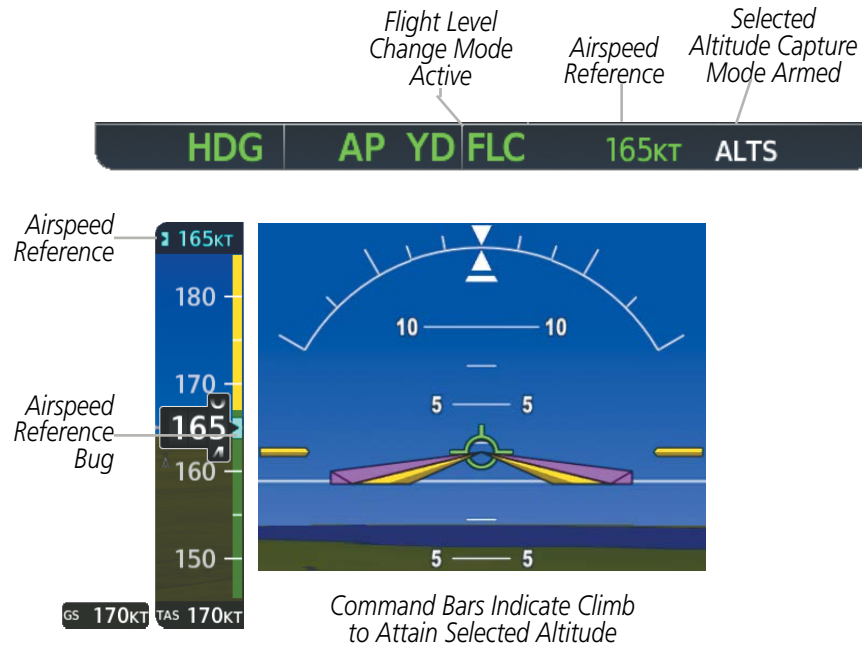 Flight Level
Change Mode
Active
Airspeed
Reference
Selected
Altitude Capture
Mode Armed
HDG AP YD FLC 165KT ALTS
Airspeed
Reference
165KT
180
170
Airspeed
Reference
Bug
165
160
150
GS 170KT TAS 170KT
10 10
5 5
5 5
Command Bars Indicate Climb
to Attain Selected Altitude